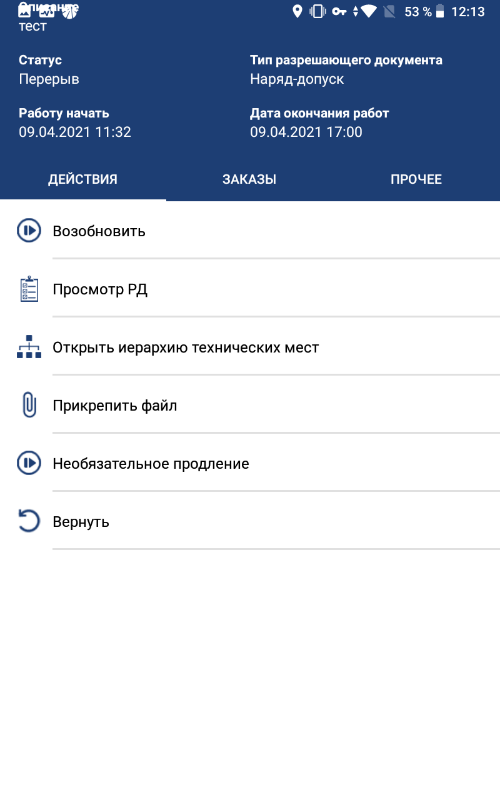 Описание
53 % 12:13
тест
Статус Тип разрешающего документа
Перерыв Наряд-допуск
Работу начать Дата окончания работ
09.04.2021 11:32 09.04.2021 17:00
ДЕЙСТВИЯ ЗАКАЗЫ ПРОЧЕЕ
Возобновить
Просмотр РД
Открыть иерархию технических мест
Прикрепить файл
Необязательное продление
Вернуть